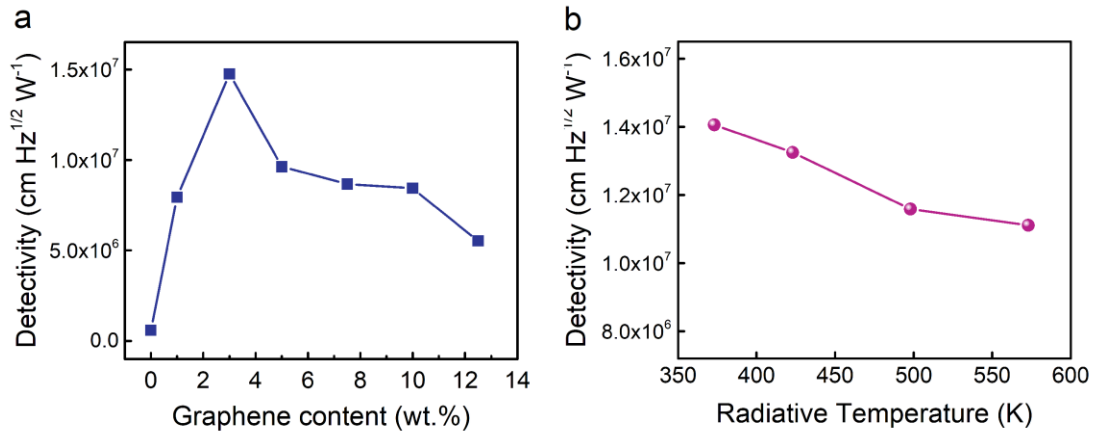 a
Detectivity (cm Hz^1/2 W^-1)
1.5x10^7
1.0x10^7
5.0x10^6
0.0
0 2 4 6 8 10 12 14
Graphene content (wt.%)
b
Detectivity (cm Hz^1/2 W^-1)
1.6x10^7
1.4x10^7
1.2x10^7
1.0x10^7
8.0x10^6
350 400 450 500 550 600
Radiative Temperature (K)